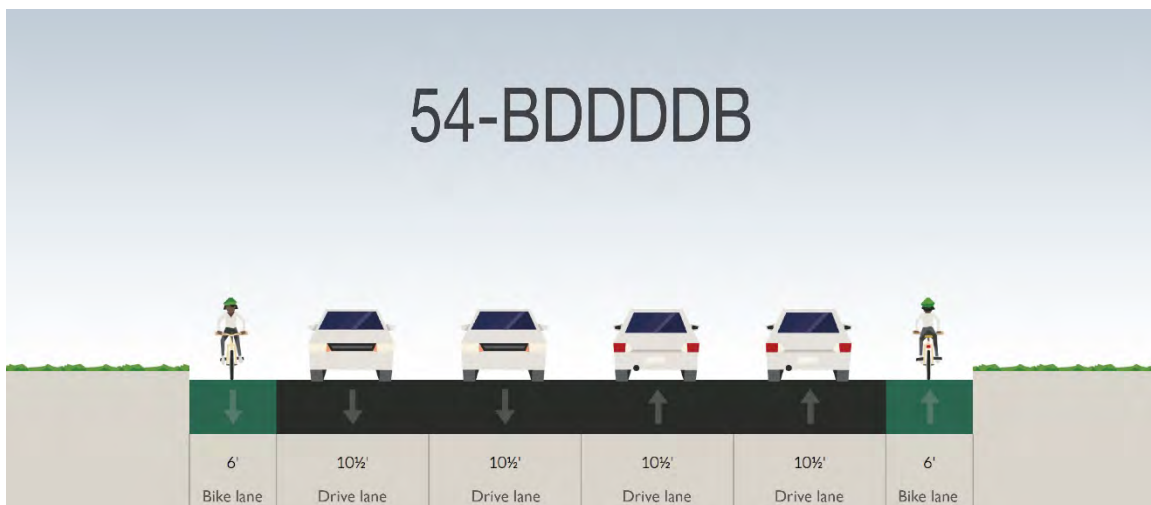 54-BDDDDB
6' 10½' 10½' 10½' 10½' 6'
Bike lane Drive lane Drive lane Drive lane Drive lane Bike lane